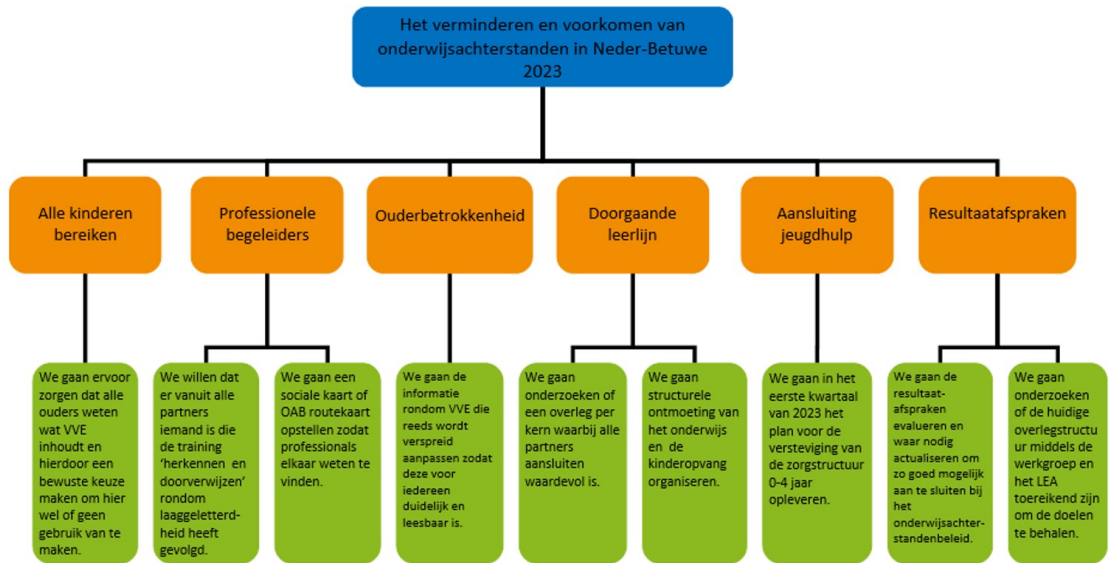 Het verminderen en voorkomen van
onderwijsachterstanden in Neder-Betuwe
2023
Alle kinderen
bereiken
Professionele
begeleiders
Ouderbetrokkenheid
Doorgaande
leerlijn
Aansluiting
jeugdhulp
Resultaatafspraken
We gaan ervoor
zorgen dat alle
ouders weten
wat VVE
inhoudt en
hierdoor een
bewuste keuze
maken om hier
wel of geen
gebruik van te
maken.
We willen dat
er vanuit alle
partners
iemand is die
de training
‘herkennen en
doorverwijzen’
rondom
laaggeletterd-
heid heeft
gevolgd.
We gaan een
sociale kaart of
OAB routekaart
opstellen zodat
professionals
elkaar weten te
vinden.
We gaan de
informatie
rondom VVE die
reeds wordt
verspreid
aanpassen zodat
deze voor
iedereen
duidelijk en
leesbaar is.
We gaan
onderzoeken of
een overleg per
kern waarbij alle
partners
aansluiten
waardevol is.
We gaan
structurele
ontmoeting van
het onderwijs
en de
kinderopvang
organiseren.
We gaan in het
eerste kwartaal
van 2023 het
plan voor de
versteviging van
de zorgstructuur
0-4 jaar
opleveren.
We gaan de
resultaat-
afspraken
evalueren en
waar nodig
actualiseren om
zo goed mogelijk
aan te sluiten bij
het
onderwijsachter-
standenbeleid.
We gaan
onderzoeken
of de huidige
overlegstructu
ur middels de
werkgroep en
het LEA
toereikend zijn
om de doelen
te behalen.